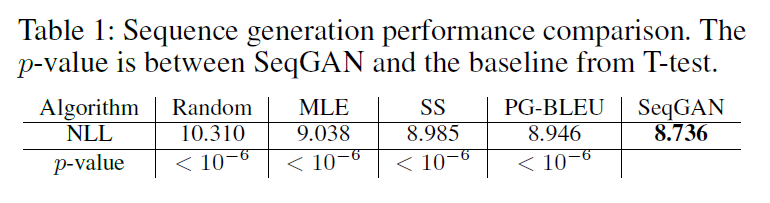 Table 1: Sequence generation performance comparison. The
p-value is between SeqGAN and the baseline from T-test.
Algorithm Random MLE SS PG-BLEU SeqGAN
NLL 10.310 9.038 8.985 8.946 8.736
p-value < 10⁻⁶ < 10⁻⁶ < 10⁻⁶ < 10⁻⁶